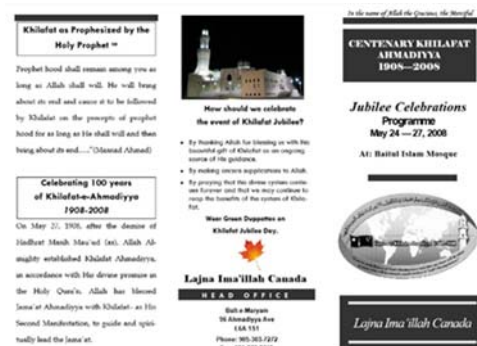 Khilafat as Prophesized by the
Holy Prophet
Prophet hood shall remain among you as
long as Allah shall will. He will bring
about its end and cause it to be followed
by Khilafat on the precepts of prophet
hood for as long as He shall will and then
bring about its end....."(Masnad Ahmad)
Celebrating 100 years
of Khilafat-e-Ahmadiyya
1908-2008
On May 27, 1908, after the demise of
Hadhrat Masih Mau'ud (as), Allah Al-
mighty established Khilafat Ahmadiyya,
in accordance with His divine promise in
the Holy Qura'n. Allah has blessed
Jama'at Ahmadiyya with Khilafat- as His
Second Manifestation, to guide and spiri-
tually lead the Jama'at.
How should we celebrate
the event of Khilafat Jubilee?
• By thanking Allah for blessing us with this
beautiful gift of Khilafat as an ongoing
source of His guidance.
• By making sincere supplications to Allah.
• By praying that this divine system contin-
ues forever and that we may continue to
reap the benefits of the system of Khila-
fat.
Wear Green Duppattas on
Khilafat Jubilee Day.
Lajna Ima'illah Canada
HEAD OFFICE
Bait-e Maryam
Ahmadiyya Ave
L6A 1S1
Phone: 905-303-7272
In the name of Allah the Gracious, the Merciful
CENTENARY KHILAFAT
AHMADIYYA
1908—2008
Jubilee Celebrations
Programme
May 24 — 27, 2008
At: Baitul Islam Mosque
Lajna Ima'illah Canada